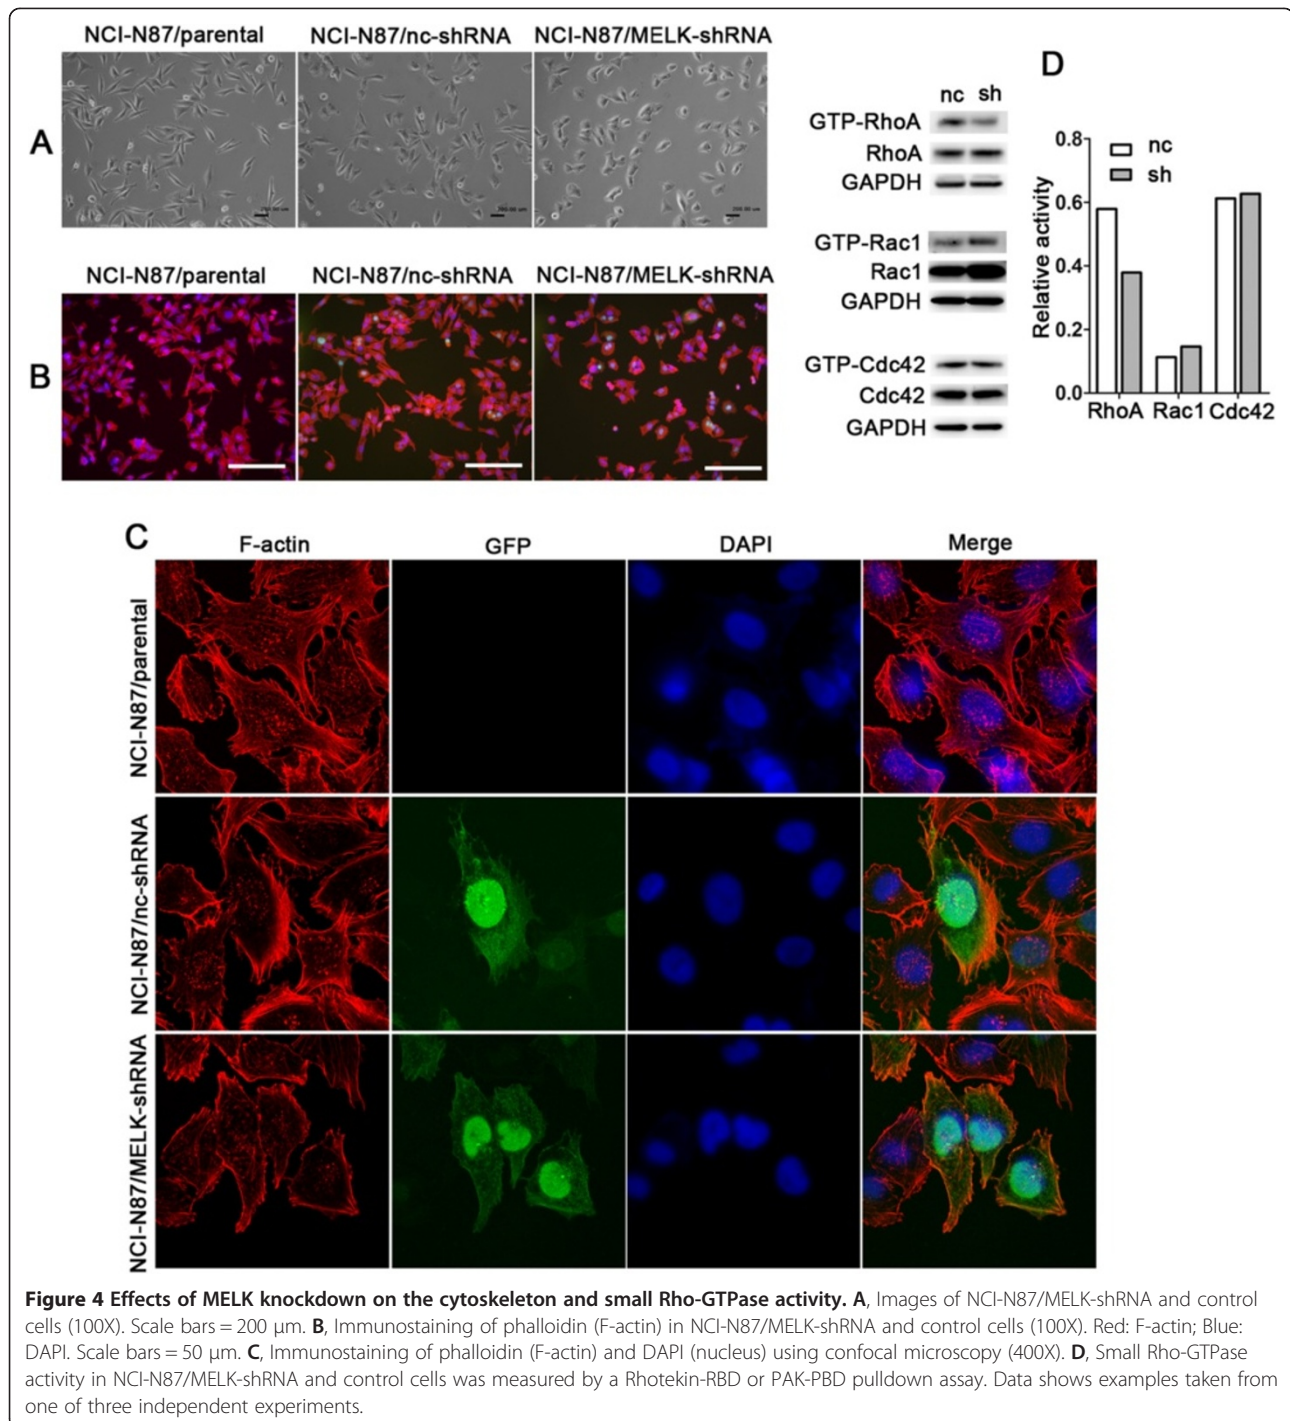 NCI-N87/parental NCI-N87/nc-shRNA NCI-N87/MELK-shRNA
A
NCI-N87/parental NCI-N87/nc-shRNA NCI-N87/MELK-shRNA
B
D
nc sh
GTP-RhoA
RhoA
GAPDH
GTP-Rac1
Rac1
GAPDH
GTP-Cdc42
Cdc42
GAPDH
Relative activity
0.8
0.6
0.4
0.2
0.0
nc
sh
RhoA Rac1 Cdc42
C
F-actin GFP DAPI Merge
NCI-N87/parental
NCI-N87/nc-shRNA
NCI-N87/MELK-shRNA
Figure 4 Effects of MELK knockdown on the cytoskeleton and small Rho-GTPase activity. A, Images of NCI-N87/MELK-shRNA and control
cells (100X). Scale bars = 200 μm. B, Immunostaining of phalloidin (F-actin) in NCI-N87/MELK-shRNA and control cells (100X). Red: F-actin; Blue:
DAPI. Scale bars = 50 μm. C, Immunostaining of phalloidin (F-actin) and DAPI (nucleus) using confocal microscopy (400X). D, Small Rho-GTPase
activity in NCI-N87/MELK-shRNA and control cells was measured by a Rhotekin-RBD or PAK-PBD pulldown assay. Data shows examples taken from
one of three independent experiments.